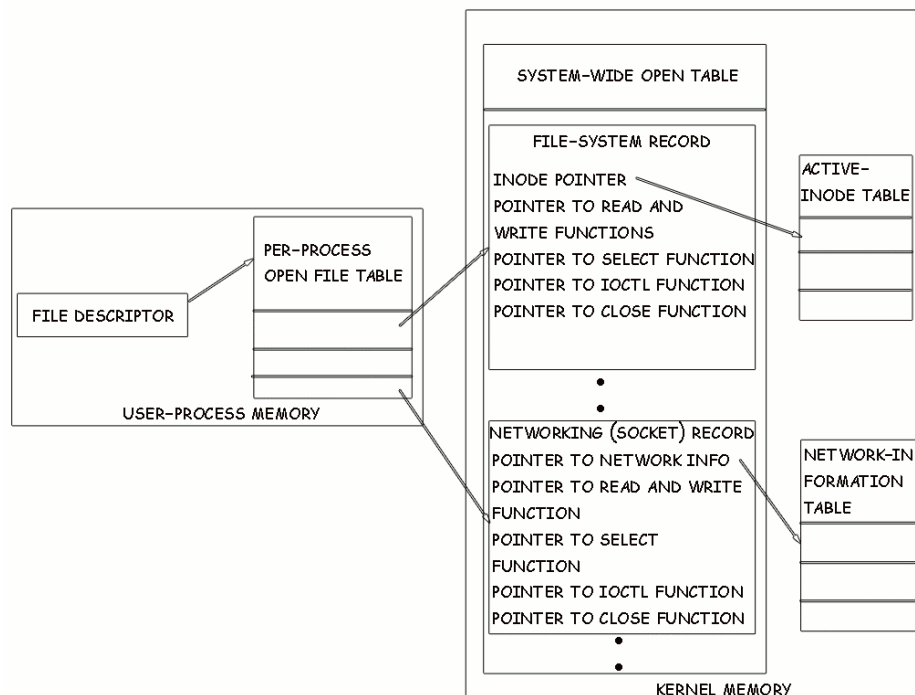 SYSTEM-WIDE OPEN TABLE
FILE-SYSTEM RECORD
INODE POINTER
POINTER TO READ AND
WRITE FUNCTIONS
POINTER TO SELECT FUNCTION
POINTER TO IOCTL FUNCTION
POINTER TO CLOSE FUNCTION
ACTIVE-
INODE TABLE
PER-PROCESS
OPEN FILE TABLE
FILE DESCRIPTOR
USER-PROCESS MEMORY
NETWORKING (SOCKET) RECORD
POINTER TO NETWORK INFO
POINTER TO READ AND WRITE
FUNCTION
POINTER TO SELECT
FUNCTION
POINTER TO IOCTL FUNCTION
POINTER TO CLOSE FUNCTION
NETWORK-IN
FORMATION
TABLE
KERNEL MEMORY